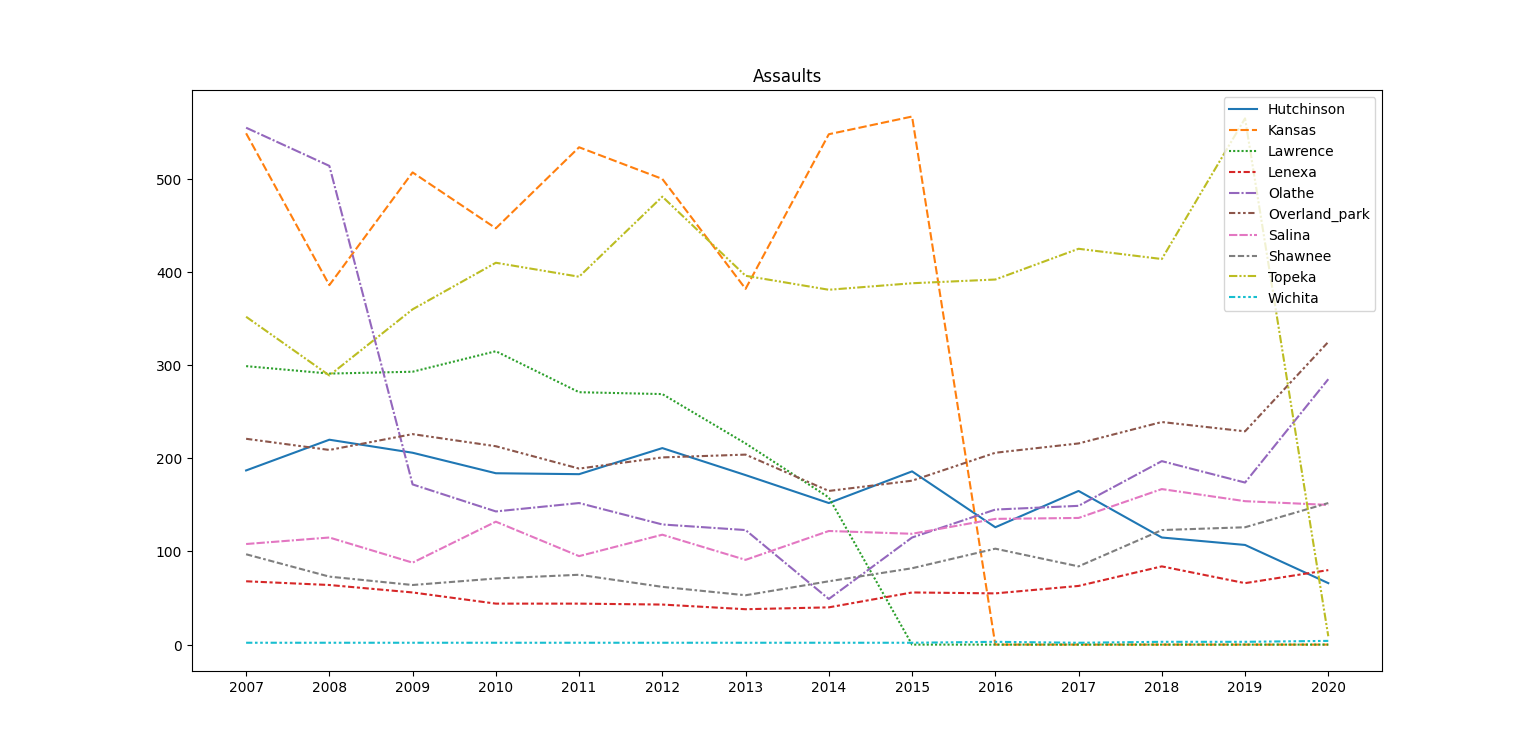 Assaults
500
400
300
200
100
0
2007 2008 2009 2010 2011 2012 2013 2014 2015 2016 2017 2018 2019 2020
Hutchinson
Kansas
Lawrence
Lenexa
Olathe
Overland_park
Salina
Shawnee
Topeka
Wichita